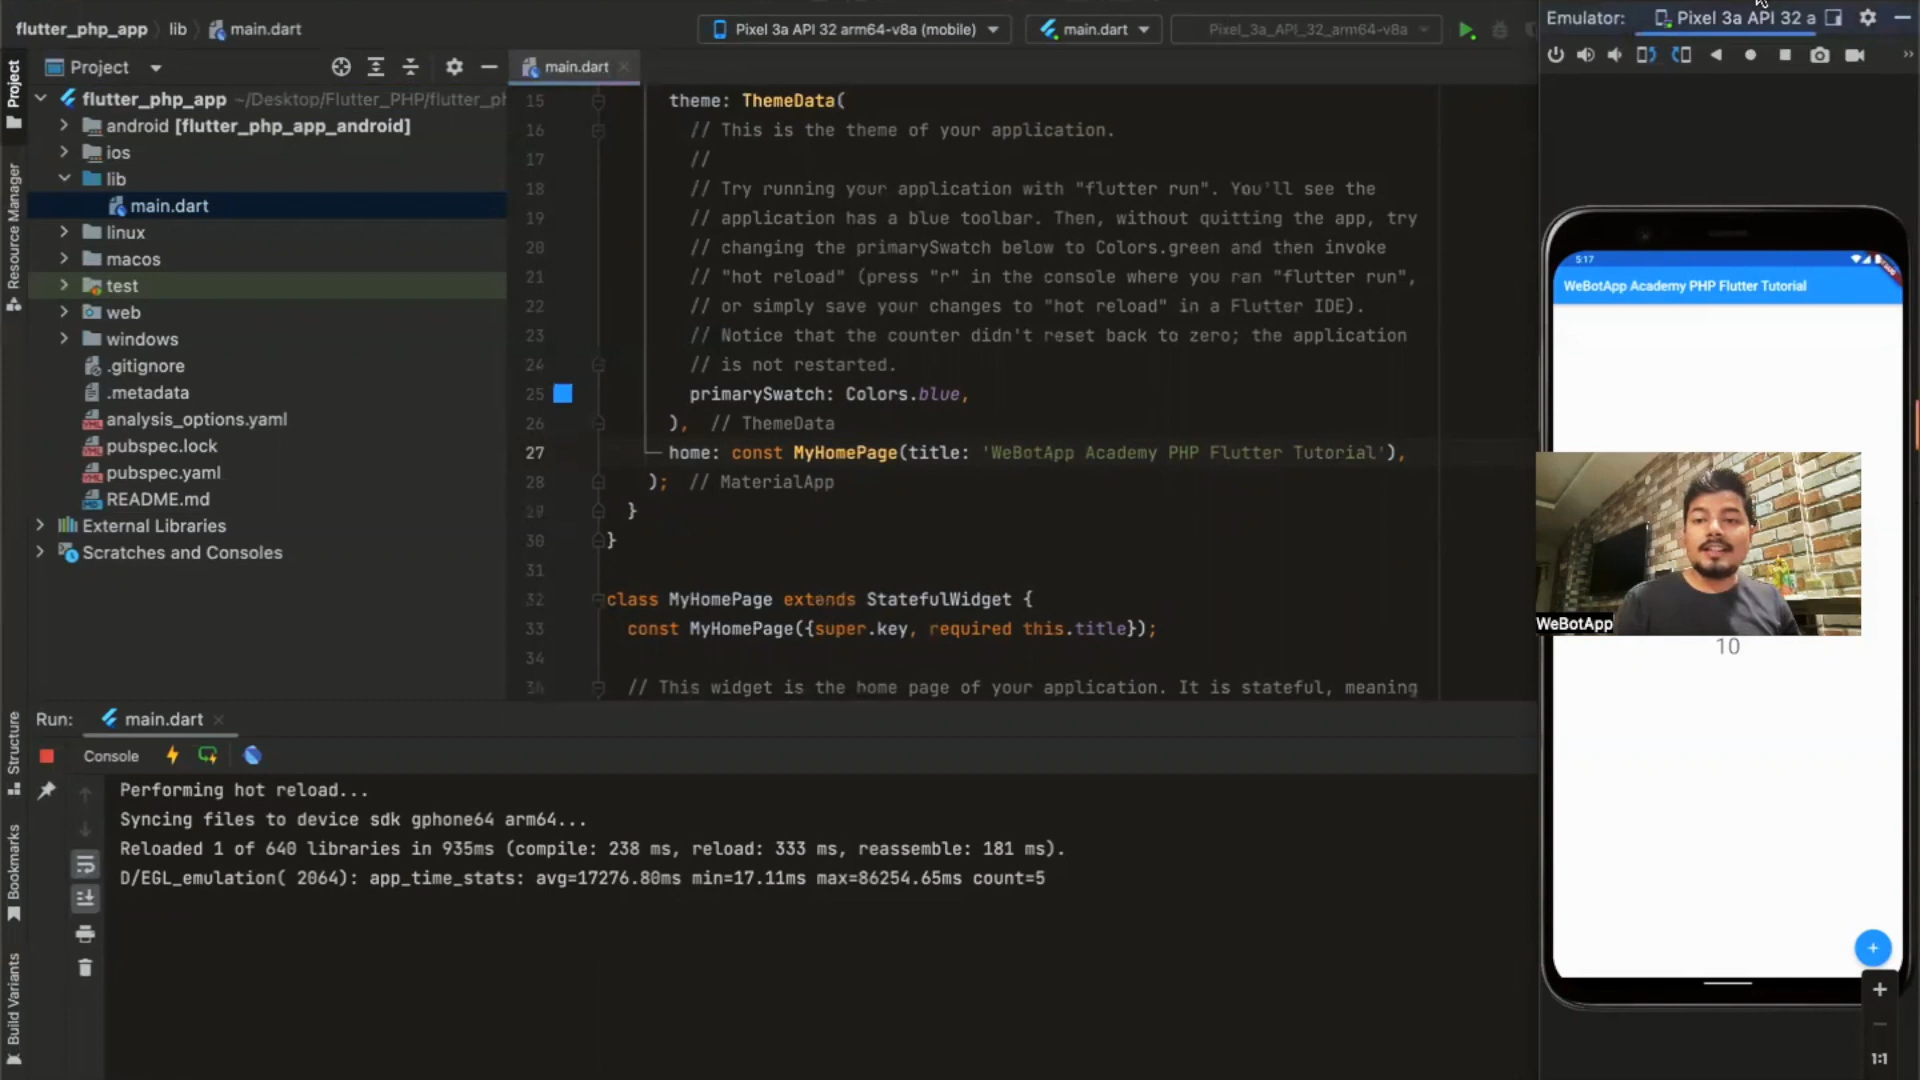 flutter_php_app
lib
main.dart
Pixel 3a API 32 arm64-v8a (mobile)
main.dart
Pixel_3a_API_32_arm64-v8a
Emulator:
Pixel 3a API 32 a
Project
Resource Manager
Structure
Bookmarks
Build Variants
Project
flutter_php_app ~/Desktop/Flutter_PHP/flutter_ph
android [flutter_php_app_android]
ios
lib
main.dart
linux
macos
test
web
windows
.gitignore
.metadata
analysis_options.yaml
pubspec.lock
pubspec.yaml
README.md
External Libraries
Scratches and Consoles
main.dart
15 theme: ThemeData(
16 // This is the theme of your application.
17 //
18 // Try running your application with "flutter run". You'll see the
19 // application has a blue toolbar. Then, without quitting the app, try
20 // changing the primarySwatch below to Colors.green and then invoke
21 // "hot reload" (press "r" in the console where you ran "flutter run",
22 // or simply save your changes to "hot reload" in a Flutter IDE).
23 // Notice that the counter didn't reset back to zero; the application
24 // is not restarted.
25 primarySwatch: Colors.blue,
26 ), // ThemeData
27 home: const MyHomePage(title: 'WeBotApp Academy PHP Flutter Tutorial'),
28 ); // MaterialApp
29 }
30 }
31
32 class MyHomePage extends StatefulWidget {
33 const MyHomePage({super.key, required this.title});
34
// This widget is the home page of your application. It is stateful, meaning
Run:
main.dart
Console
Performing hot reload...
Syncing files to device sdk gphone64 arm64...
Reloaded 1 of 640 libraries in 935ms (compile: 238 ms, reload: 333 ms, reassemble: 181 ms).
D/EGL_emulation( 2064): app_time_stats: avg=17276.80ms min=17.11ms max=86254.65ms count=5
5:17
WeBotApp Academy PHP Flutter Tutorial
WeBotApp
10
+
+
1:1